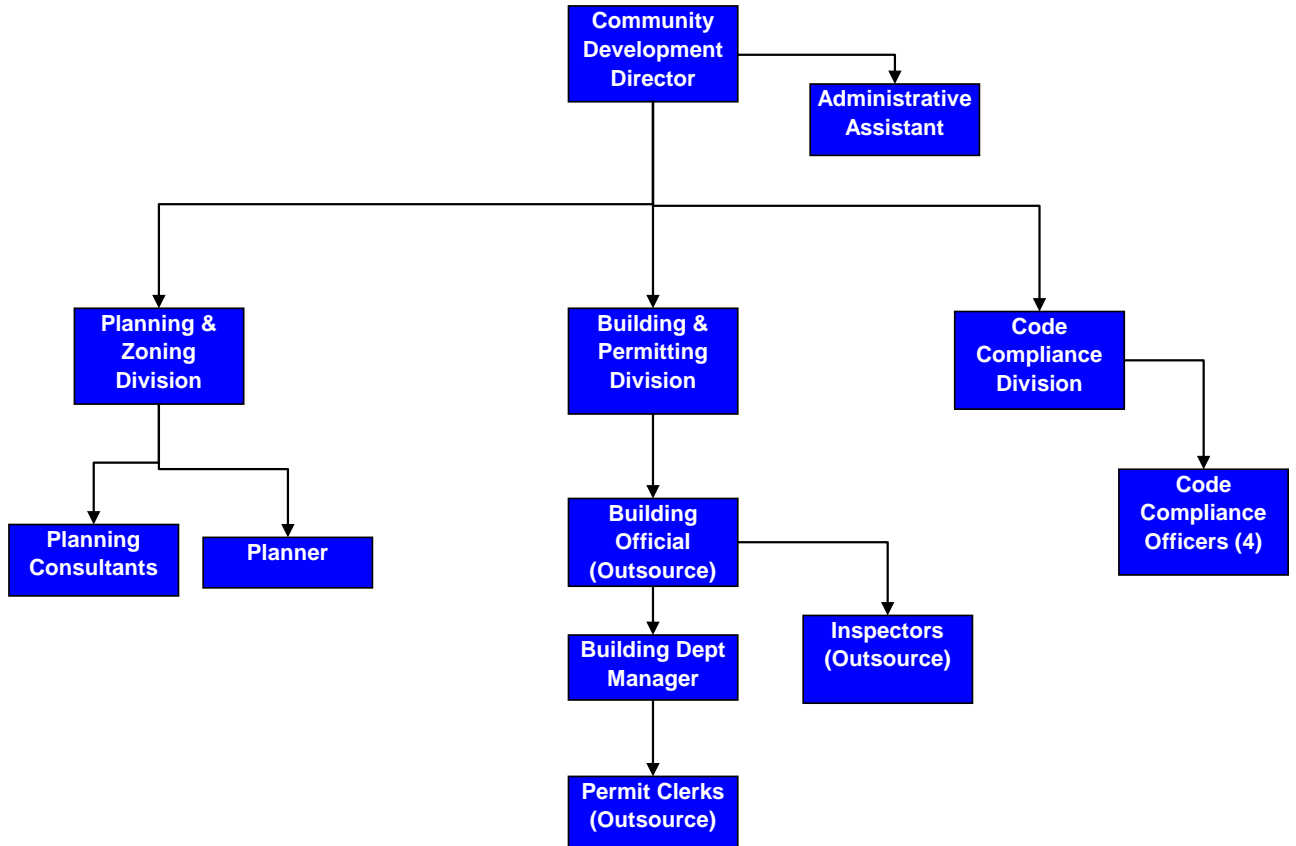 Community
Development
Director
Administrative
Assistant
Planning &
Zoning
Division
Building &
Permitting
Division
Code
Compliance
Division
Planning
Consultants
Planner
Building
Official
(Outsource)
Code
Compliance
Officers (4)
Inspectors
(Outsource)
Building Dept
Manager
Permit Clerks
(Outsource)